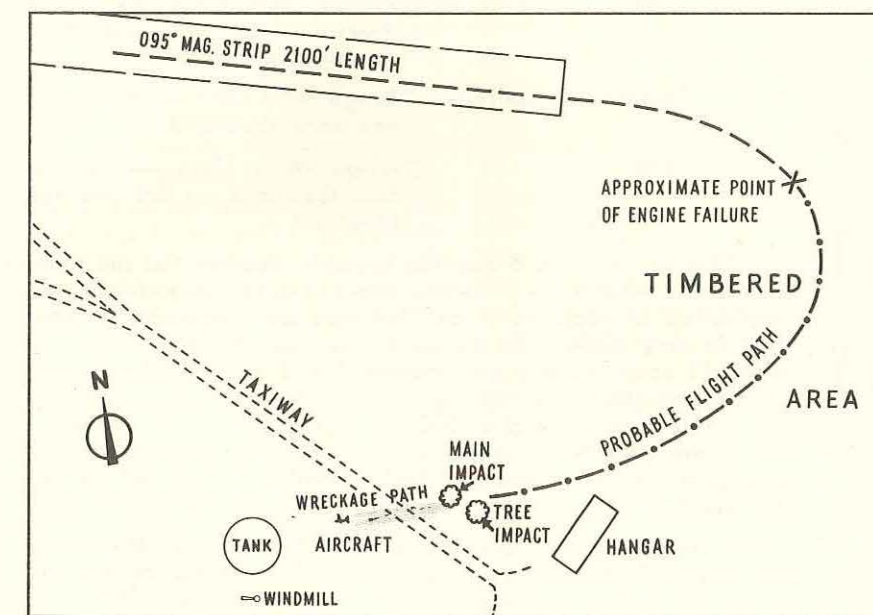 095° MAG. STRIP 2100' LENGTH
APPROXIMATE POINT
OF ENGINE FAILURE
TIMBERED
AREA
N
TAXIWAY
PROBABLE FLIGHT PATH
MAIN
IMPACT
WRECKAGE PATH
TREE
IMPACT
TANK
AIRCRAFT
HANGAR
WINDMILL